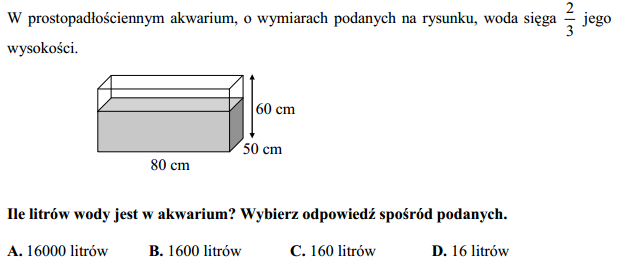 W prostopadłościennym akwarium, o wymiarach podanych na rysunku, woda sięga 2/3 jego
wysokości.
60 cm
50 cm
80 cm
Ile litrów wody jest w akwarium? Wybierz odpowiedź spośród podanych.
A. 16000 litrów B. 1600 litrów C. 160 litrów D. 16 litrów